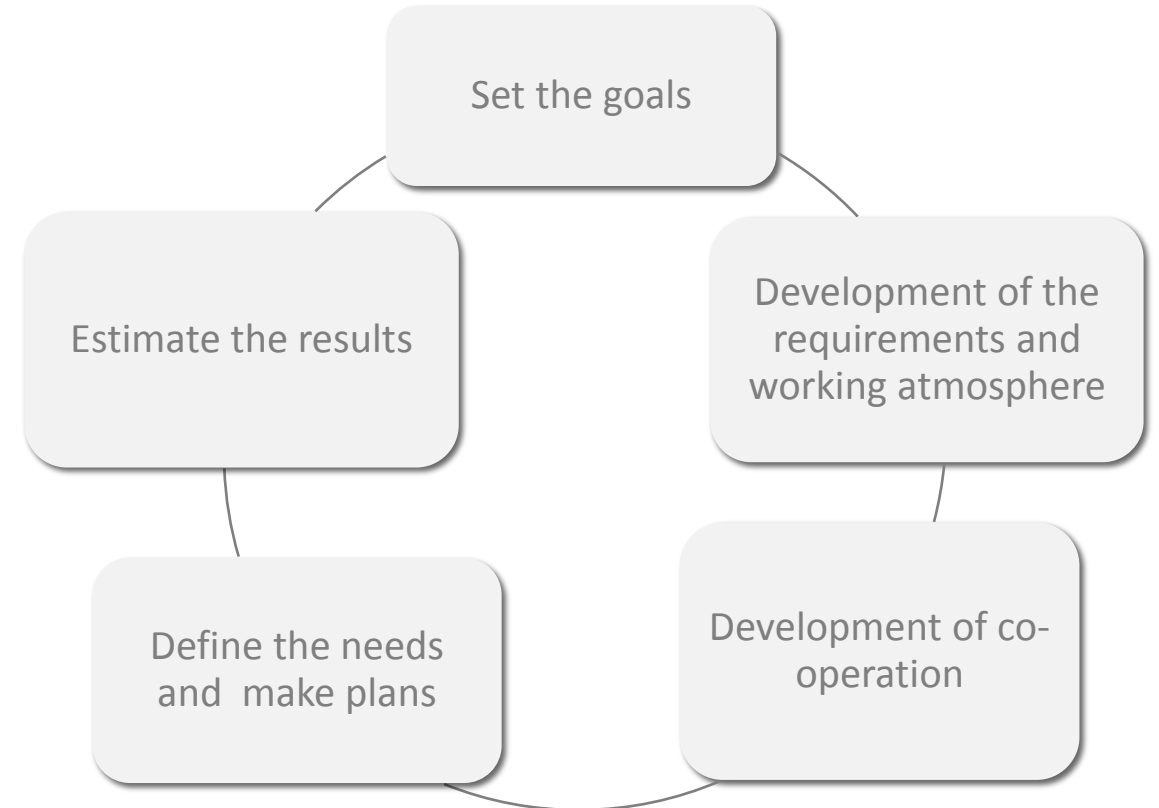 Set the goals
Development of the
requirements and
working atmosphere
Development of co-
operation
Define the needs
and  make plans
Estimate the results